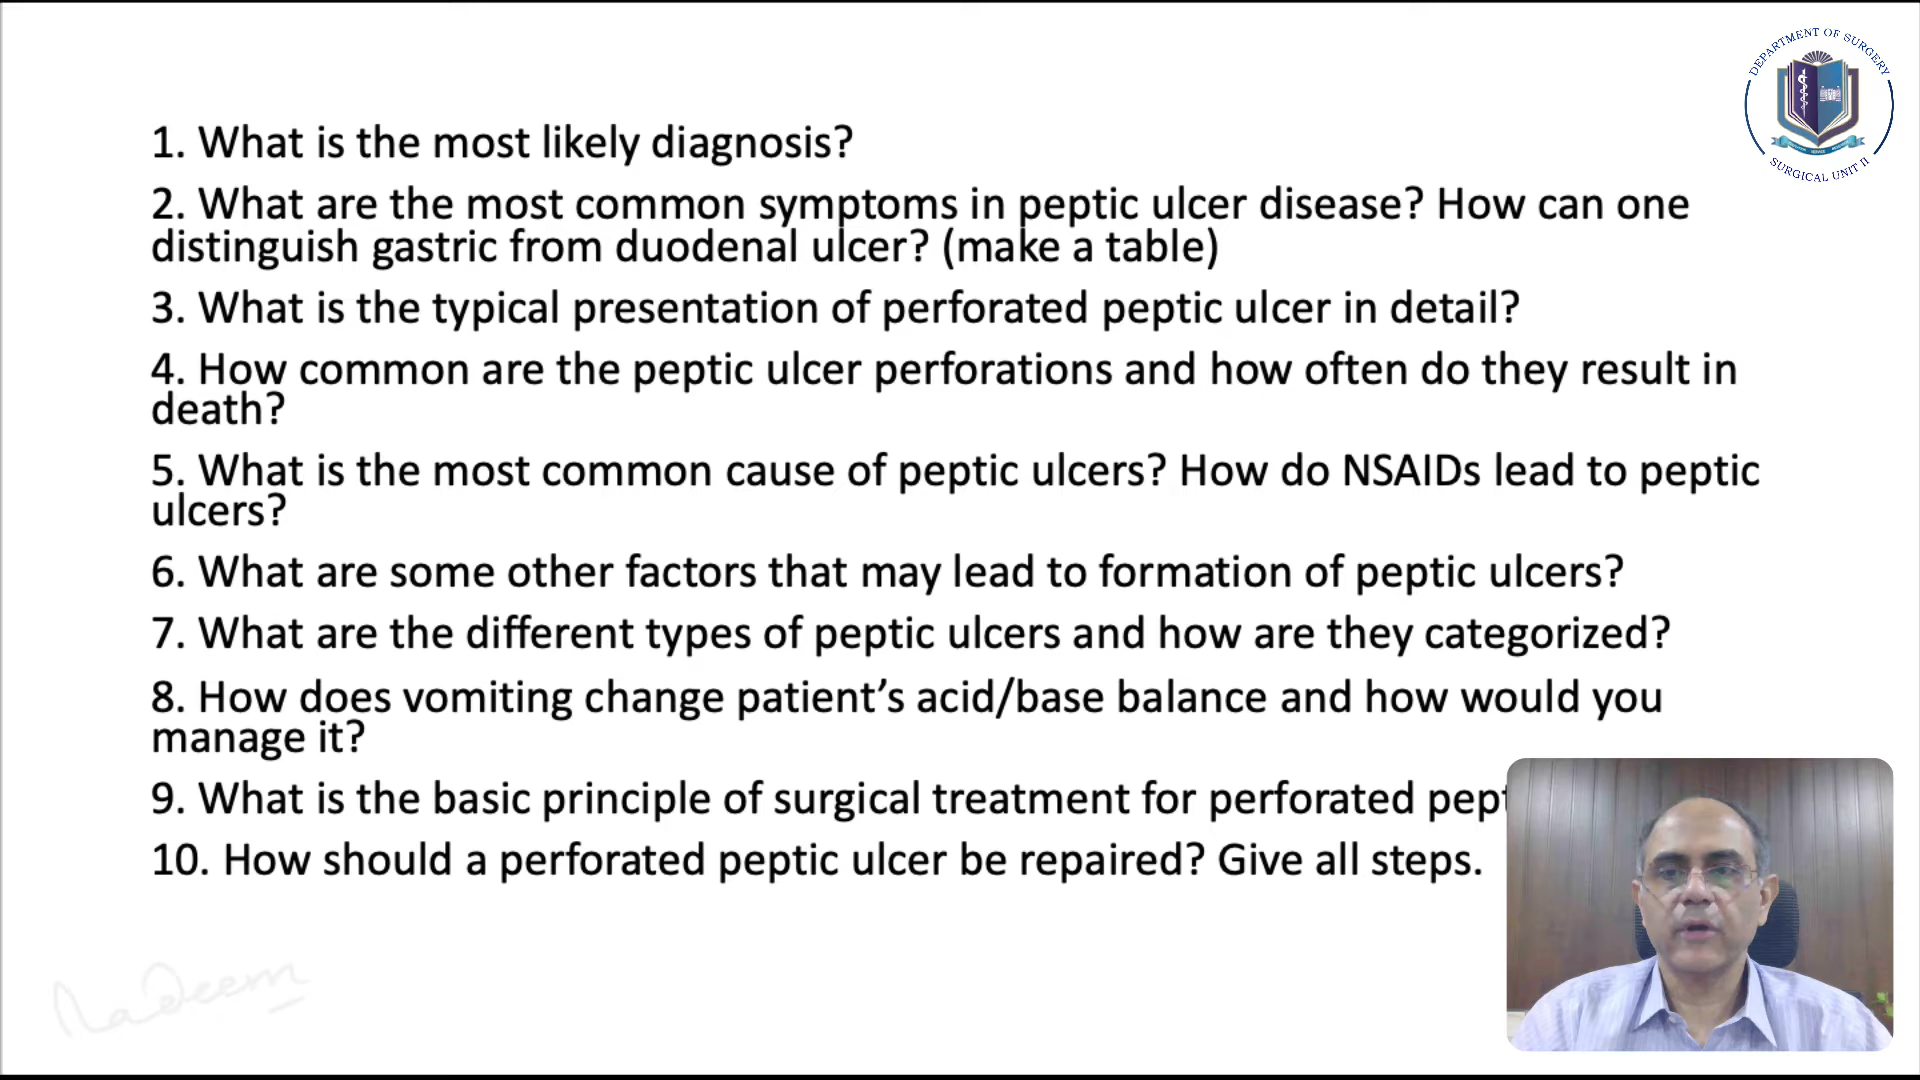 DEPARTMENT OF SURGERY
SURGICAL UNIT II
1. What is the most likely diagnosis?
2. What are the most common symptoms in peptic ulcer disease? How can one
distinguish gastric from duodenal ulcer? (make a table)
3. What is the typical presentation of perforated peptic ulcer in detail?
4. How common are the peptic ulcer perforations and how often do they result in
death?
5. What is the most common cause of peptic ulcers? How do NSAIDs lead to peptic
ulcers?
6. What are some other factors that may lead to formation of peptic ulcers?
7. What are the different types of peptic ulcers and how are they categorized?
8. How does vomiting change patient’s acid/base balance and how would you
manage it?
9. What is the basic principle of surgical treatment for perforated pept
10. How should a perforated peptic ulcer be repaired? Give all steps.
Nadeem